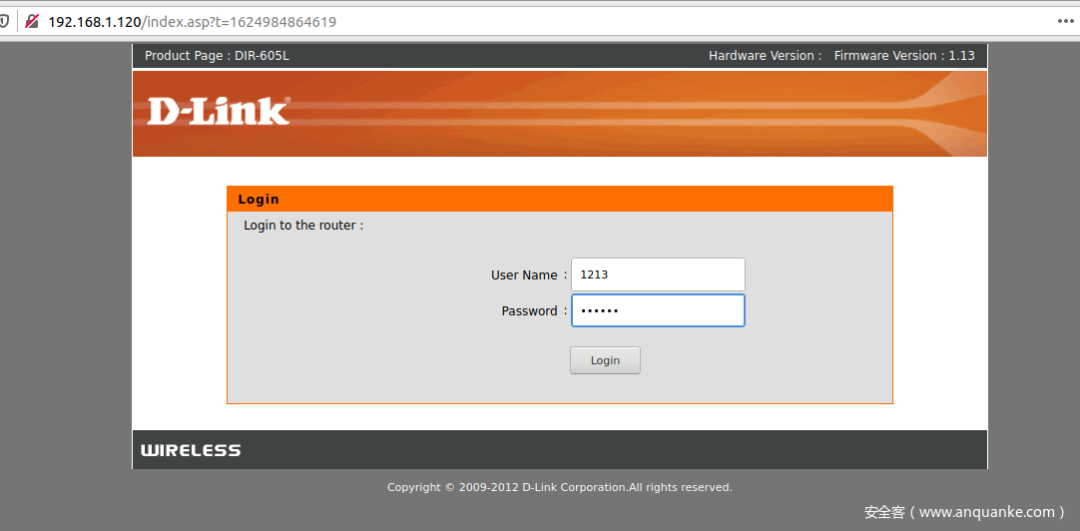 192.168.1.120/index.asp?t=1624984864619
Product Page : DIR-605L Hardware Version : Firmware Version : 1.13
D-Link
Login
Login to the router :
User Name : 1213
Password : ••••••
Login
WIRELESS
Copyright © 2009-2012 D-Link Corporation.All rights reserved.
安全客（www.anquanke.com）